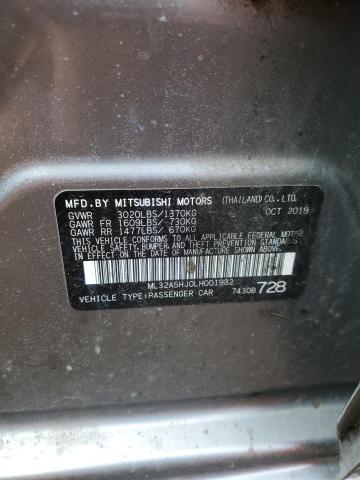 MFD.BY MITSUBISHI MOTORS (THAILAND)CO.,LTD.
GVWR 3020LBS/1370KG OCT 2019
GAWR FR 1609LBS/ 730KG
GAWR RR 1477LBS/ 670KG
THIS VEHICLE CONFORMS TO ALL APPLICABLE FEDERAL MOTOR
VEHICLE SAFETY, BUMPER, AND THEFT PREVENTION STANDARDS
IN EFFECT ON THE DATE OF MANUFACTURE SHOWN ABOVE.
ML32A5HJ0LH001982
VEHICLE TYPE:PASSENGER CAR 7430B 728